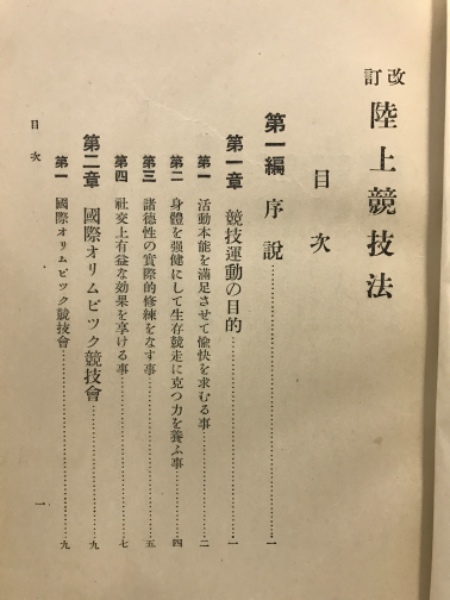 改訂 陸上競技法
目次
第一編 序説……………一
第一章 競技運動の目的……………一
第一 活動本能を滿足させて愉快を求むる事……………二
第二 身體を强健にして生存競走に克つ力を養ふ事……………四
第三 諸德性の實際的修練をなす事……………五
第四 社交上有益な効果を享ける事……………七
第二章 國際オリムピツク競技會……………九
第一 國際オリムピツク競技會……………九
目次
一